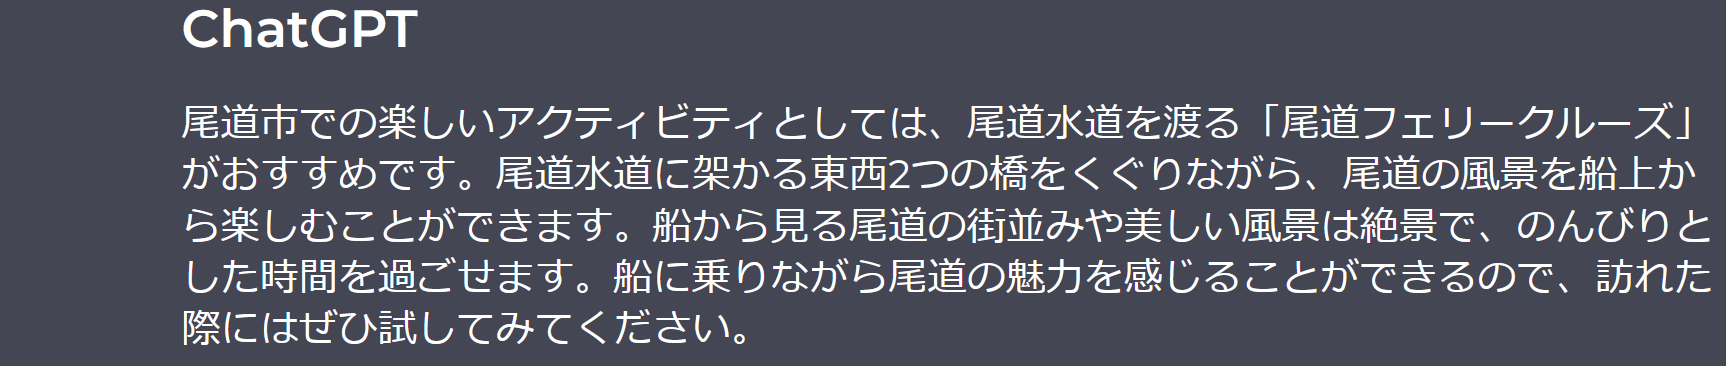 ChatGPT
尾道市での楽しいアクティビティとしては、尾道水道を渡る「尾道フェリークルーズ」
がおすすめです。尾道水道に架かる東西2つの橋をくぐりながら、尾道の風景を船上か
ら楽しむことができます。船から見る尾道の街並みや美しい風景は絶景で、のんびりと
した時間を過ごせます。船に乗りながら尾道の魅力を感じることができるので、訪れた
際にはぜひ試してみてください。